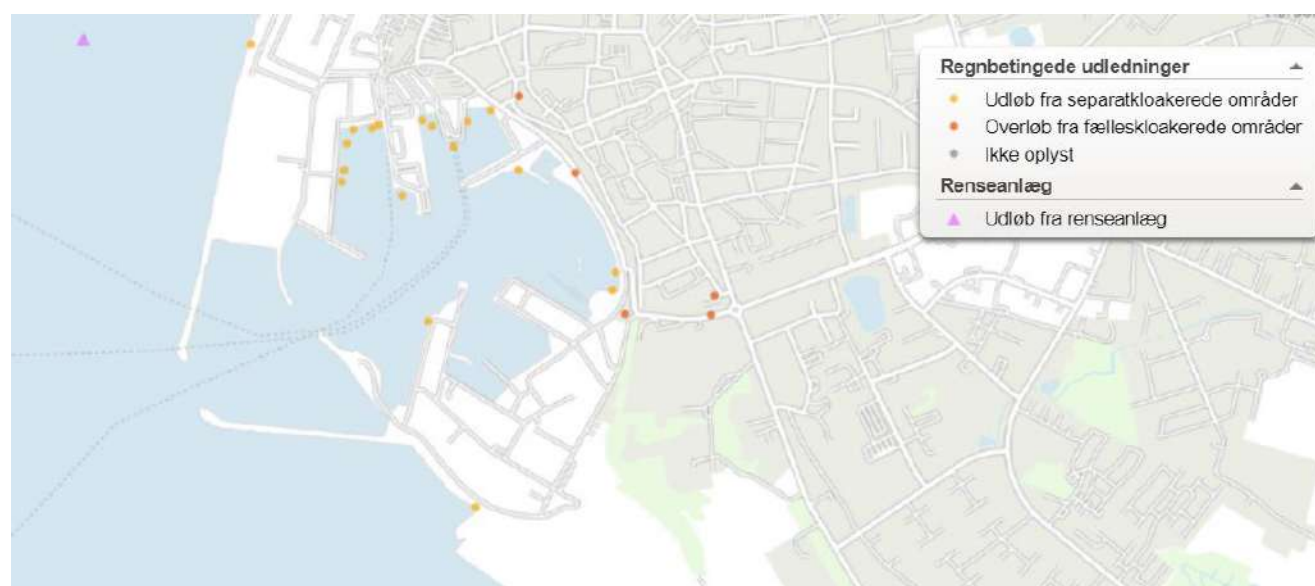 Regnbetingede udledninger
Udløb fra separatkloakerede områder
Overløb fra fælleskloakerede områder
Ikke oplyst
Renseanlæg
Udløb fra renseanlæg